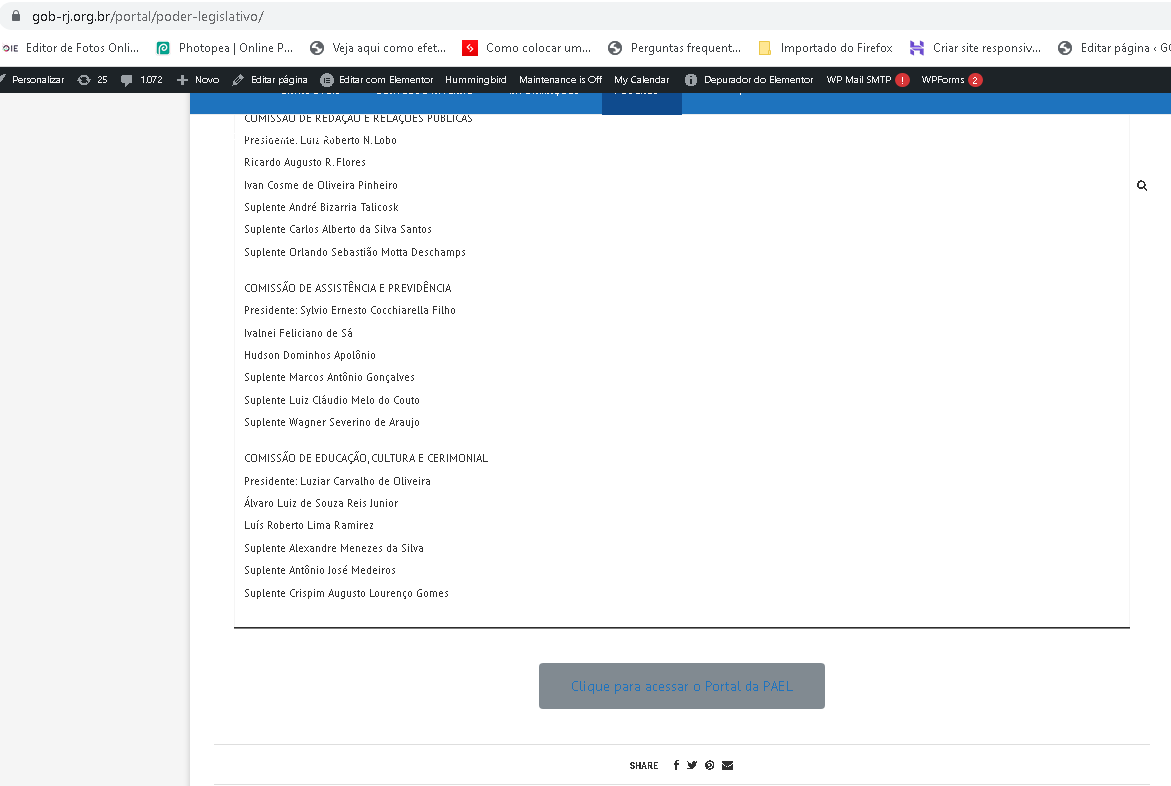 gob-rj.org.br/portal/poder-legislativo/
Editor de Fotos Onli... Photopea | Online P... Veja aqui como efet... Como colocar um... Perguntas frequent... Importado do Firefox Criar site responsiv... Editar página ‹ GO
Personalizar 25 1.072 Novo Editar página Editar com Elementor Hummingbird Maintenance is Off My Calendar Depurador do Elementor WP Mail SMTP ! WPForms 2
COMISSÃO DE REDAÇÃO E RELAÇÕES PÚBLICAS
Presidente: Luiz Roberto N. Lobo
Ricardo Augusto R. Flores
Ivan Cosme de Oliveira Pinheiro
Suplente André Bizarria Talicosk
Suplente Carlos Alberto da Silva Santos
Suplente Orlando Sebastião Motta Deschamps
COMISSÃO DE ASSISTÊNCIA E PREVIDÊNCIA
Presidente: Sylvio Ernesto Cocchiarella Filho
Ivalnei Feliciano de Sá
Hudson Dominhos Apolônio
Suplente Marcos Antônio Gonçalves
Suplente Luiz Cláudio Melo do Couto
Suplente Wagner Severino de Araujo
COMISSÃO DE EDUCAÇÃO, CULTURA E CERIMONIAL
Presidente: Luziar Carvalho de Oliveira
Álvaro Luiz de Souza Reis Junior
Luís Roberto Lima Ramirez
Suplente Alexandre Menezes da Silva
Suplente Antônio José Medeiros
Suplente Crispim Augusto Lourenço Gomes
Clique para acessar o Portal da PAEL
SHARE